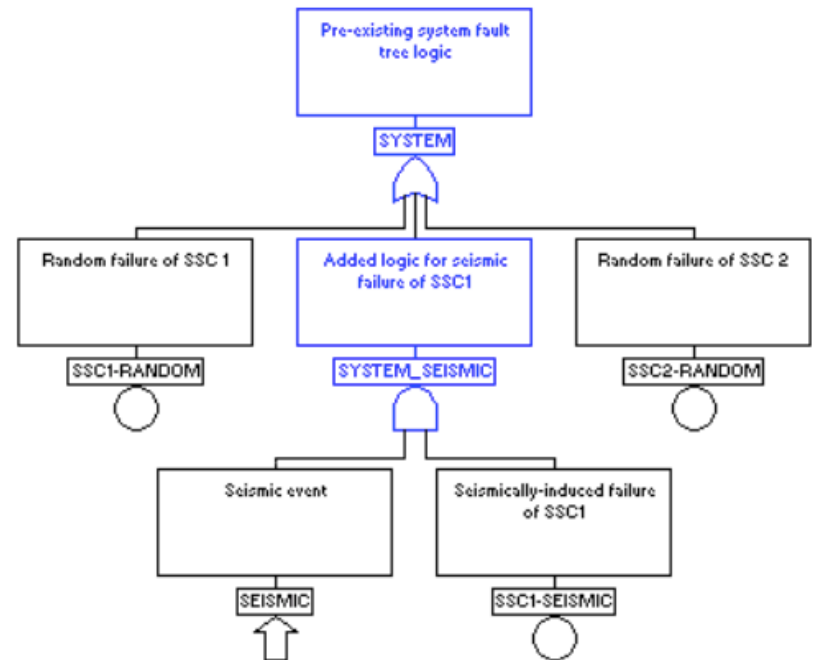 Pre-existing system fault
tree logic
SYSTEM
Random failure of SSC 1
Added logic for seismic
failure of SSC1
Random failure of SSC 2
SSC1-RANDOM
SYSTEM_SEISMIC
SSC2-RANDOM
Seismic event
Seismically-induced failure
of SSC1
SEISMIC
SSC1-SEISMIC